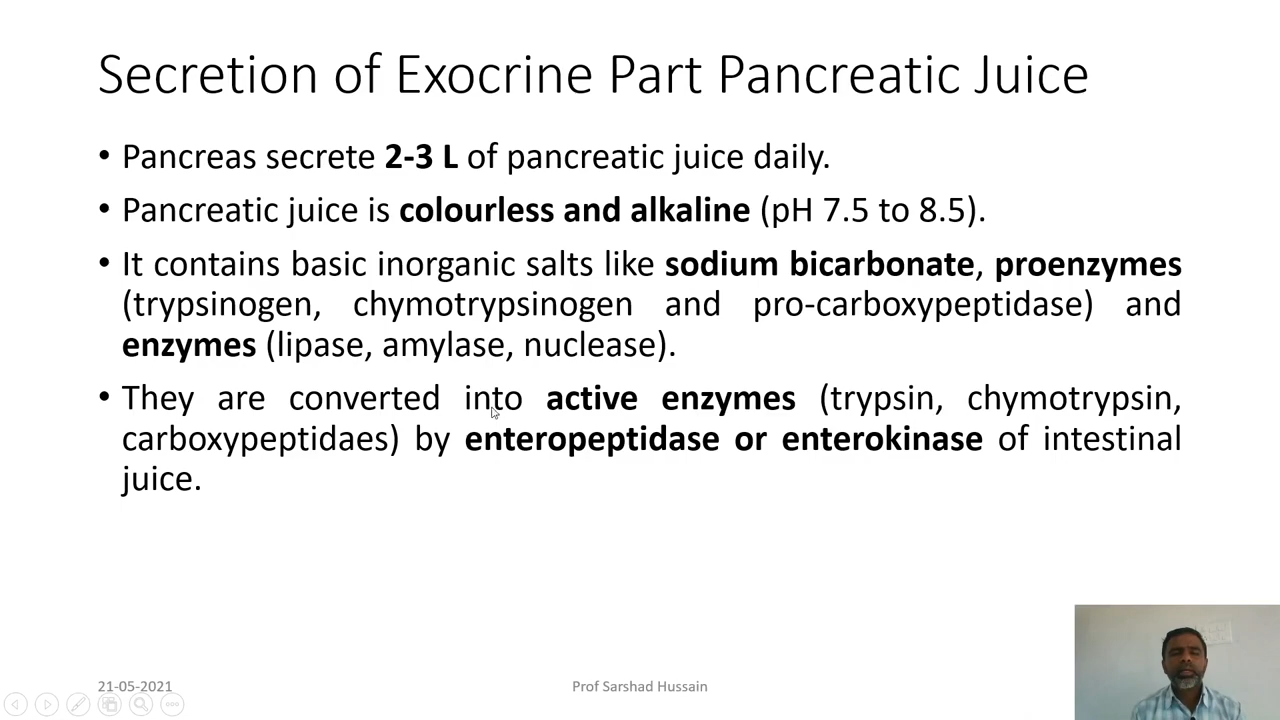 Secretion of Exocrine Part Pancreatic Juice
• Pancreas secrete 2-3 L of pancreatic juice daily.
• Pancreatic juice is colourless and alkaline (pH 7.5 to 8.5).
• It contains basic inorganic salts like sodium bicarbonate, proenzymes
(trypsinogen, chymotrypsinogen and pro-carboxypeptidase) and
enzymes (lipase, amylase, nuclease).
• They are converted into active enzymes (trypsin, chymotrypsin,
carboxypeptidaes) by enteropeptidase or enterokinase of intestinal
juice.
21-05-2021
Prof Sarshad Hussain